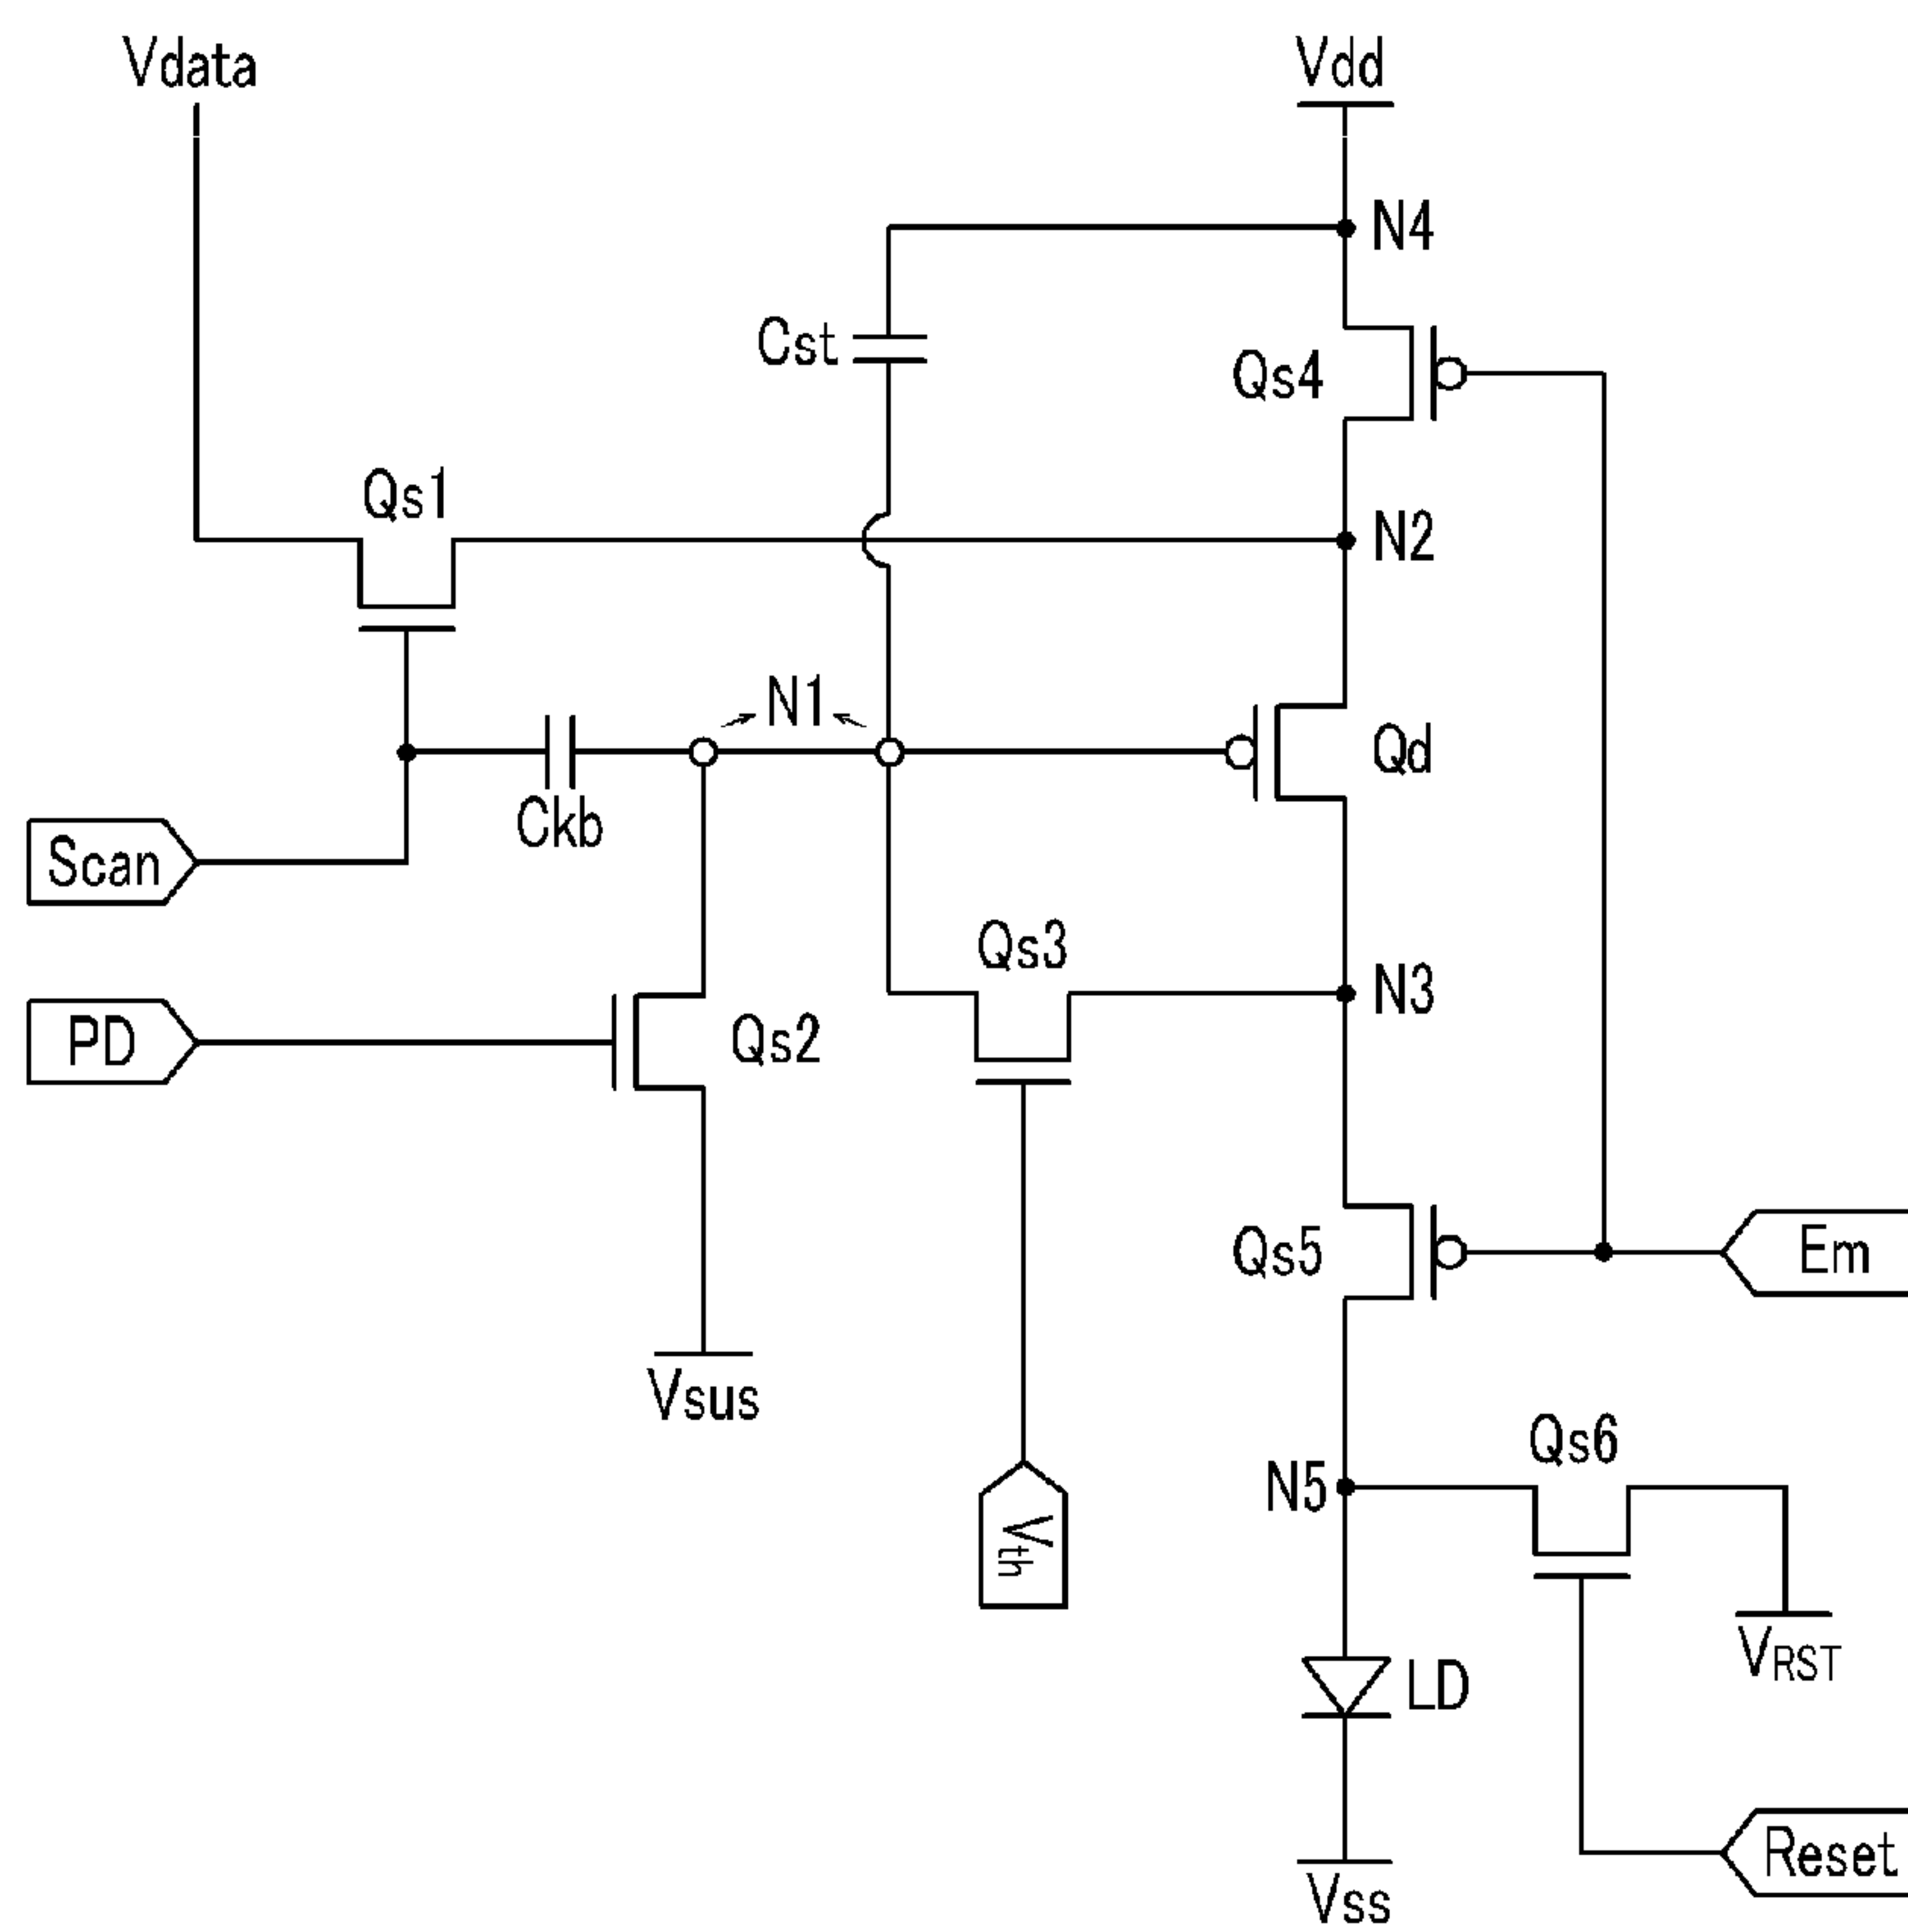 Vdata
Vdd
N4
Cst
Qs4
Qs1
N2
N1
Qd
Ckb
Scan
Qs3
N3
PD
Qs2
Qs5
Em
Vsus
Qs6
N5
Vth
VRST
LD
Reset
Vss